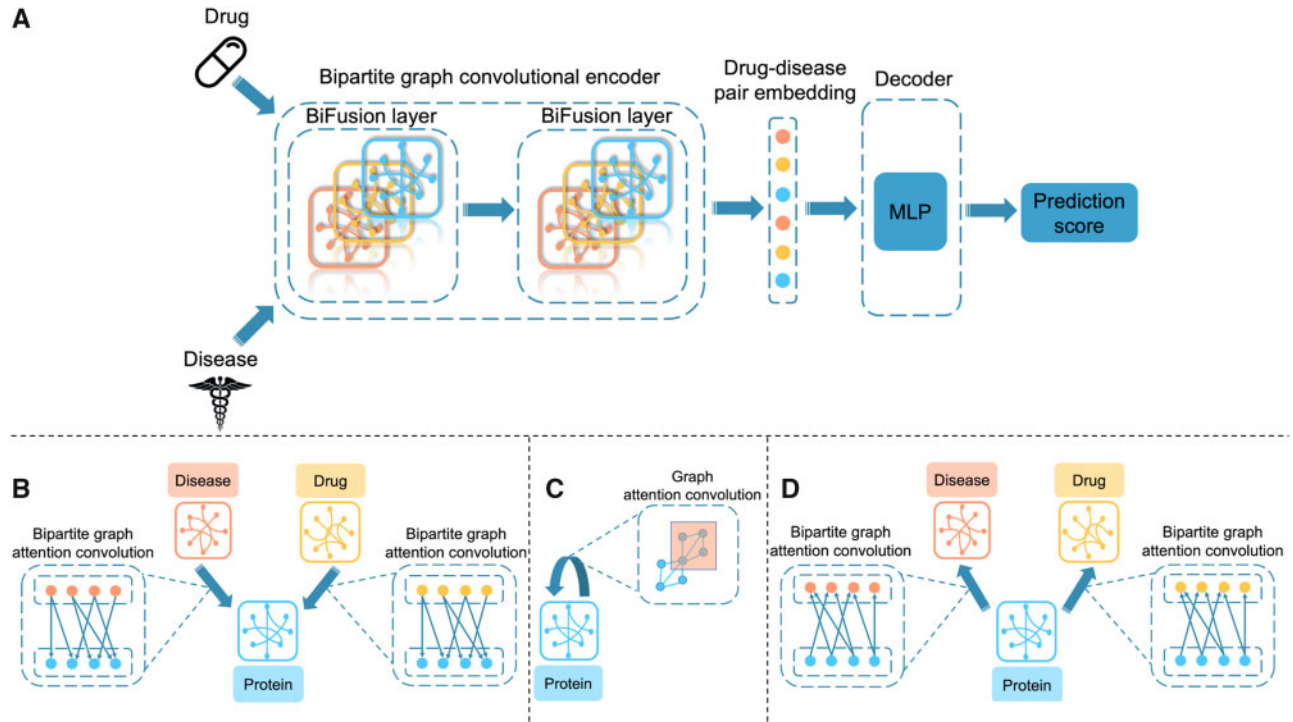 A
Drug
Bipartite graph convolutional encoder
BiFusion layer
BiFusion layer
Drug-disease
pair embedding
Decoder
MLP
Prediction
score
Disease
B
Disease
Drug
Bipartite graph
attention convolution
Bipartite graph
attention convolution
Protein
C
Graph
attention convolution
Protein
D
Disease
Drug
Bipartite graph
attention convolution
Bipartite graph
attention convolution
Protein